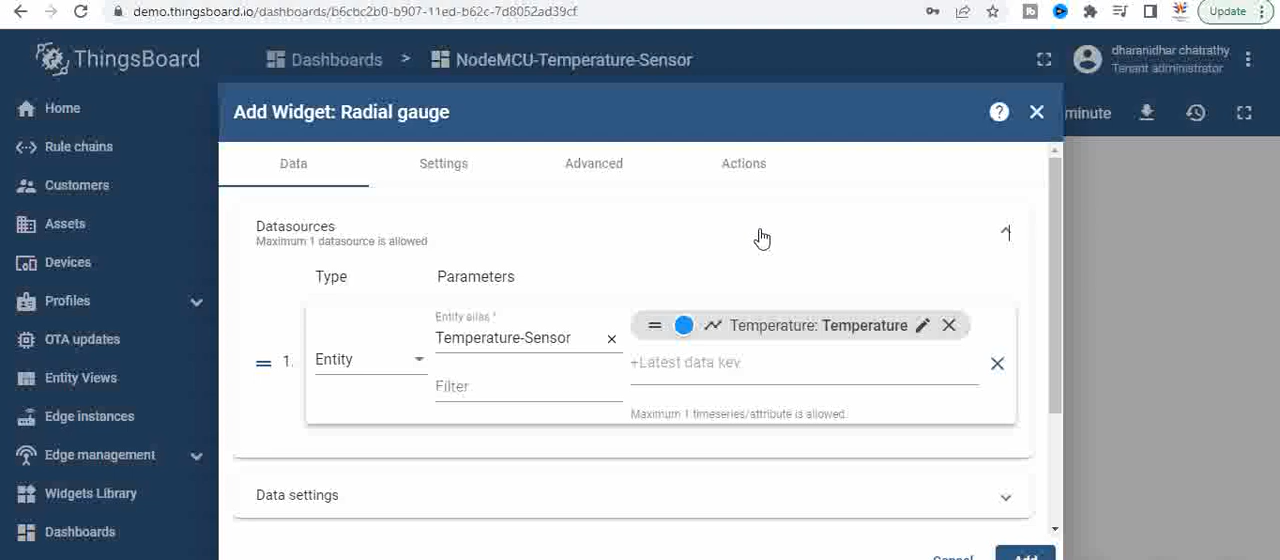 demo.thingsboard.io/dashboards/b6cbc2b0-b907-11ed-b62c-7d8052ad39cf
Update
ThingsBoard
Dashboards > NodeMCU-Temperature-Sensor
dharanidhar chatrathy
Tenant administrator
Home
Rule chains
Customers
Assets
Devices
Profiles
OTA updates
Entity Views
Edge instances
Edge management
Widgets Library
Dashboards
Add Widget: Radial gauge
minute
Data Settings Advanced Actions
Datasources
Maximum 1 datasource is allowed
Type Parameters
Entity alias *
Temperature-Sensor
Temperature: Temperature
1.
Entity
+Latest data key
Filter
Maximum 1 timeseries/attribute is allowed.
Data settings
Cancel Add